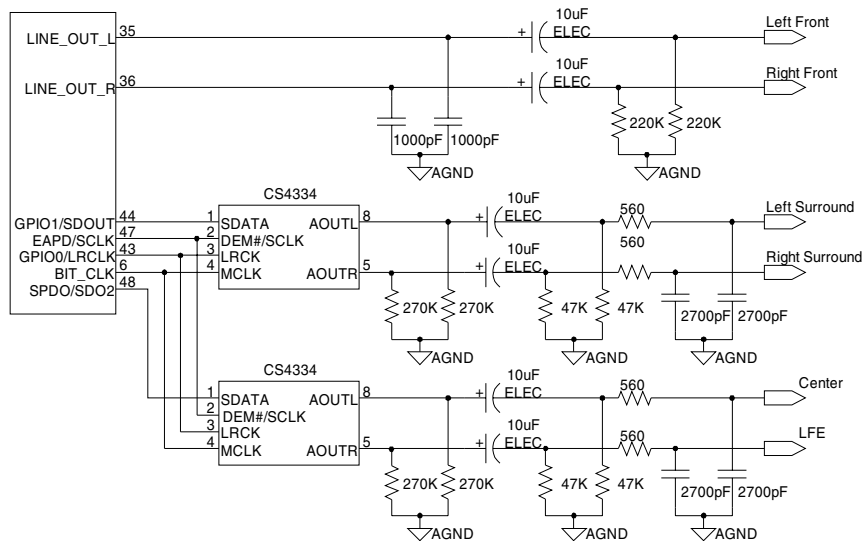 10uF
Left Front
35
LINE_OUT_L
+
ELEC
10uF
Right Front
36
LINE_OUT_R
+
ELEC
1000pF
1000pF
220K
220K
AGND
AGND
CS4334
10uF
GPIO1/SDOUT
44
1
SDATA
AOUTL
8
+
ELEC
560
Left Surround
EAPD/SCLK
47
2
DEM#/SCLK
10uF
560
GPIO0/LRCLK
43
3
LRCK
BIT_CLK
6
4
MCLK
AOUTR
5
+
ELEC
Right Surround
SPDO/SDO2
48
270K
270K
47K
47K
2700pF
2700pF
AGND
AGND
AGND
CS4334
10uF
1
SDATA
AOUTL
8
+
ELEC
560
Center
2
DEM#/SCLK
10uF
3
LRCK
560
LFE
4
MCLK
AOUTR
5
+
ELEC
270K
270K
47K
47K
2700pF
2700pF
AGND
AGND
AGND